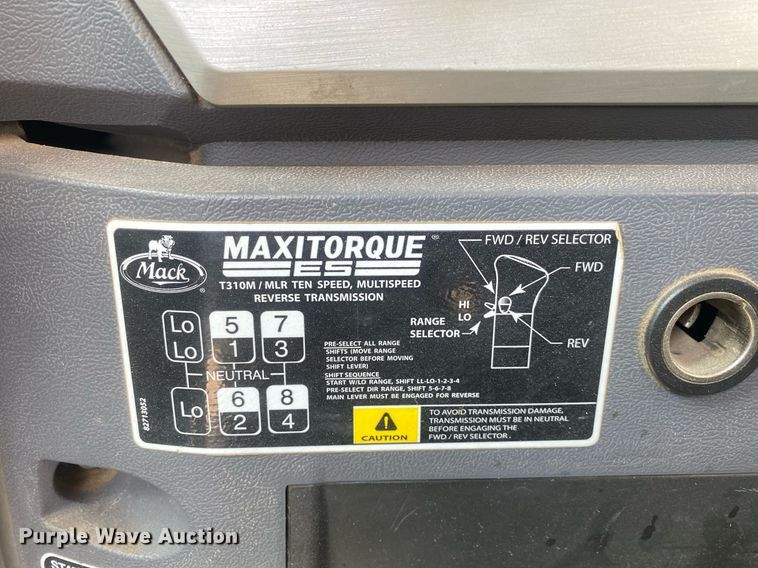 Mack
®
MAXITORQUE®
ES
T310M / MLR TEN SPEED, MULTISPEED
REVERSE TRANSMISSION
Lo 5 7
Lo 1 3
NEUTRAL
Lo 6 8
2 4
82713052
FWD / REV SELECTOR
FWD
HI
LO
RANGE
SELECTOR
REV
PRE-SELECT ALL RANGE
SHIFTS (MOVE RANGE
SELECTOR BEFORE MOVING
SHIFT LEVER)
SHIFT SEQUENCE
START W/LO RANGE, SHIFT LL-LO-1-2-3-4
PRE-SELECT DIR RANGE, SHIFT 5-6-7-8
MAIN LEVER MUST BE ENGAGED FOR REVERSE
CAUTION
TO AVOID TRANSMISSION DAMAGE,
TRANSMISSION MUST BE IN NEUTRAL
BEFORE ENGAGING THE
FWD / REV SELECTOR.
Purple Wave Auction